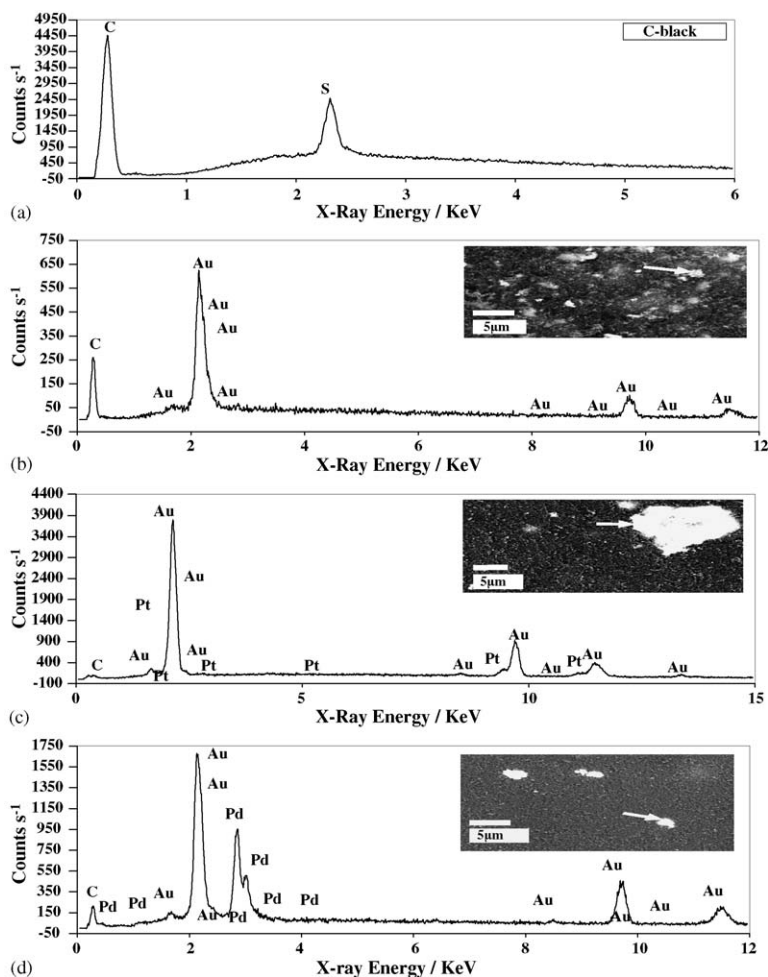 4950
4450
3950
3450
2950
2450
1950
1450
950
450
-50
Counts s-1
C
S
C-black
0 1 2 3 4 5 6
(a)
X-Ray Energy / KeV
750
650
550
450
350
250
150
50
-50
Counts s-1
C
Au
Au
Au
Au
Au
Au
Au
Au
Au
Au
5µm
0 2 4 6 8 10 12
(b)
X-Ray Energy / KeV
4400
3900
3400
2900
2400
1900
1400
900
400
-100
Counts s-1
Au
Au
Pt
C
Au
Pt
Au
Pt
Pt
Au
Pt
Au
Au
Pt
Au
Au
5µm
0 5 10 15
(c)
X-Ray Energy / KeV
1750
1550
1350
1150
950
750
550
350
150
-50
Counts s-1
Au
Au
Pd
Pd
C
Pd
Pd
Au
Au
Pd
Pd
Pd
Au
Au
Au
Au
Au
5µm
0 2 4 6 8 10 12
(d)
X-ray Energy / KeV